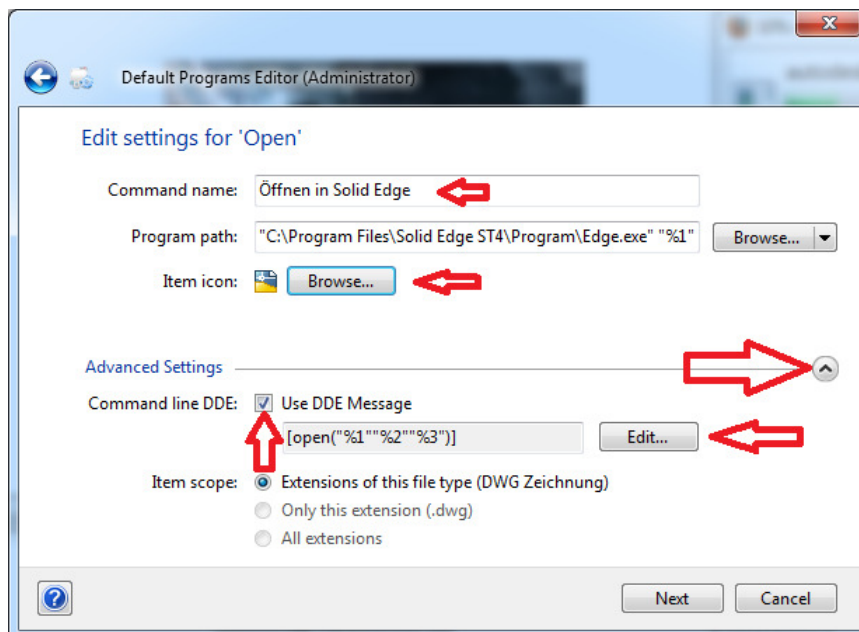 Default Programs Editor (Administrator)
Edit settings for 'Open'
Command name: Öffnen in Solid Edge
Program path: "C:\Program Files\Solid Edge ST4\Program\Edge.exe" "%1" Browse...
Item icon: Browse...
Advanced Settings
Command line DDE: Use DDE Message
[open("%1""%2""%3")] Edit...
Item scope: Extensions of this file type (DWG Zeichnung)
Only this extension (.dwg)
All extensions
Next Cancel